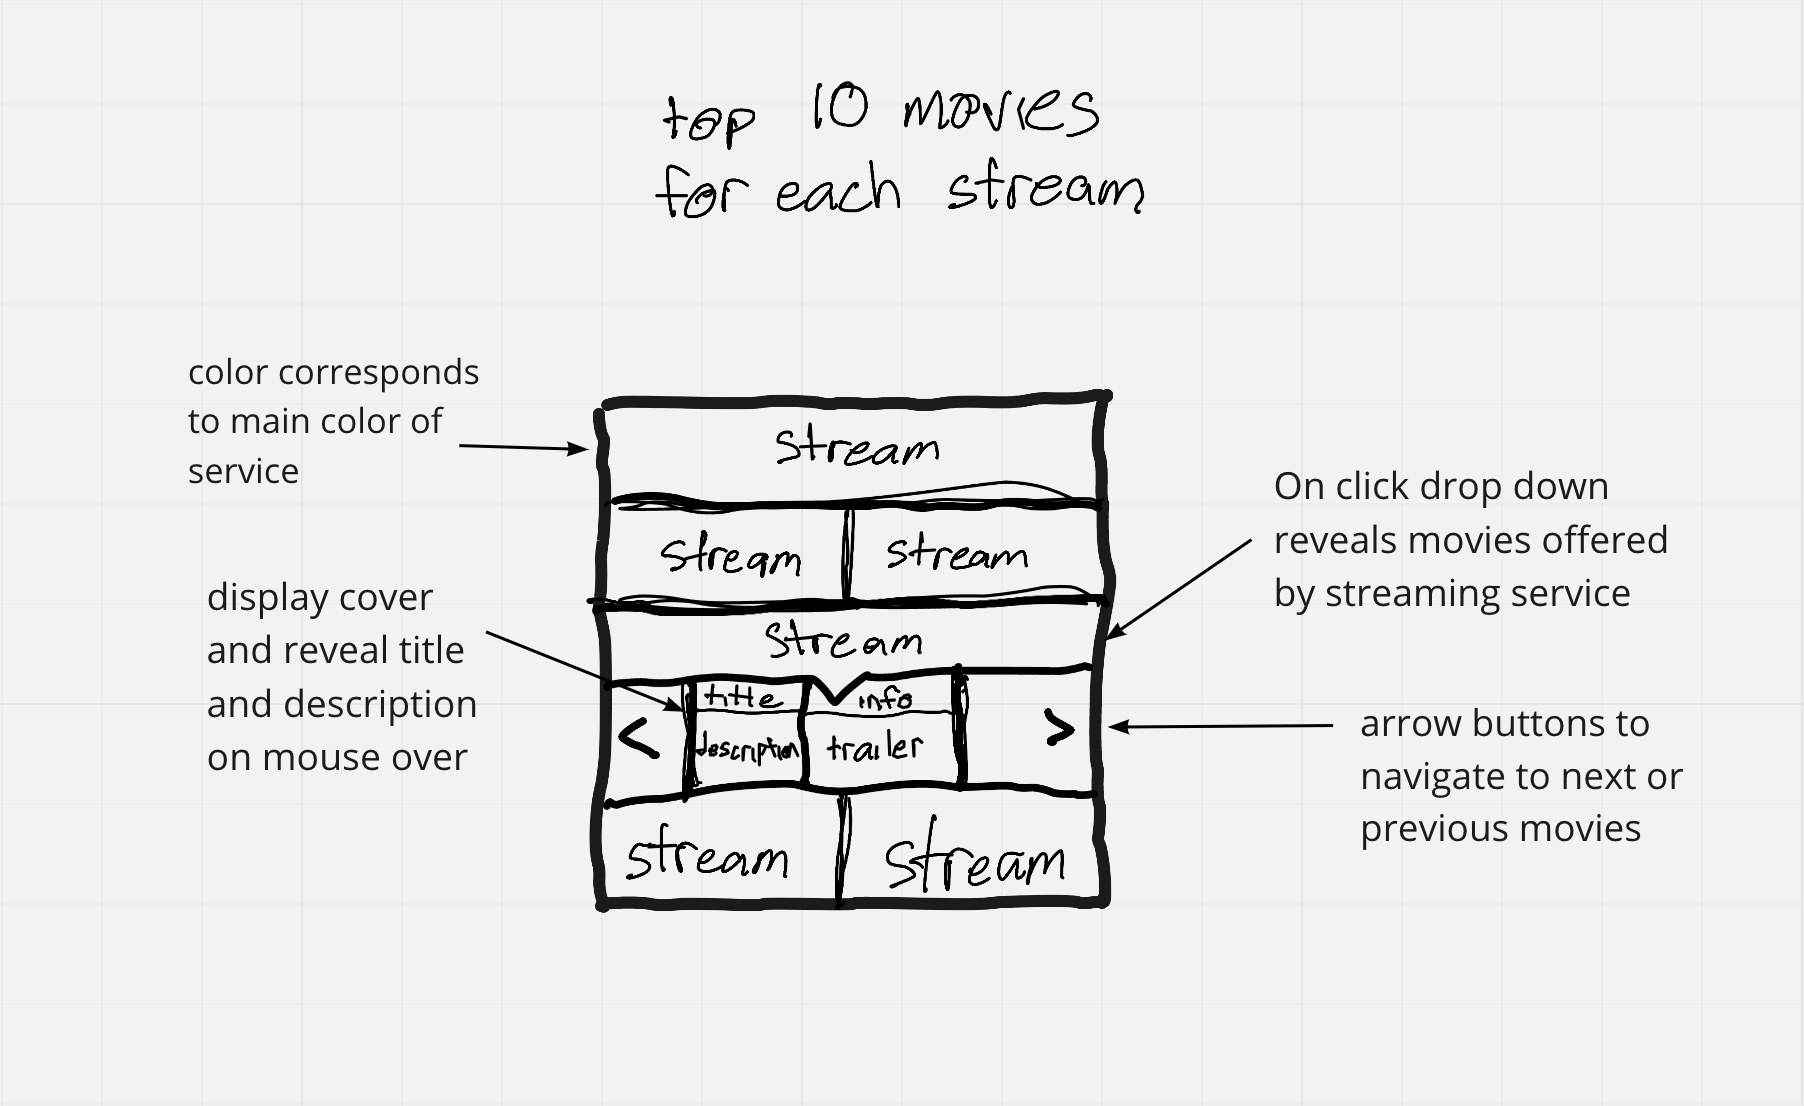 top 10 movies
for each stream
color corresponds
to main color of
service
stream
On click drop down
reveals movies offered
by streaming service
stream stream
display cover
and reveal title
and description
on mouse over
stream
title info
< description trailer >
arrow buttons to
navigate to next or
previous movies
stream stream